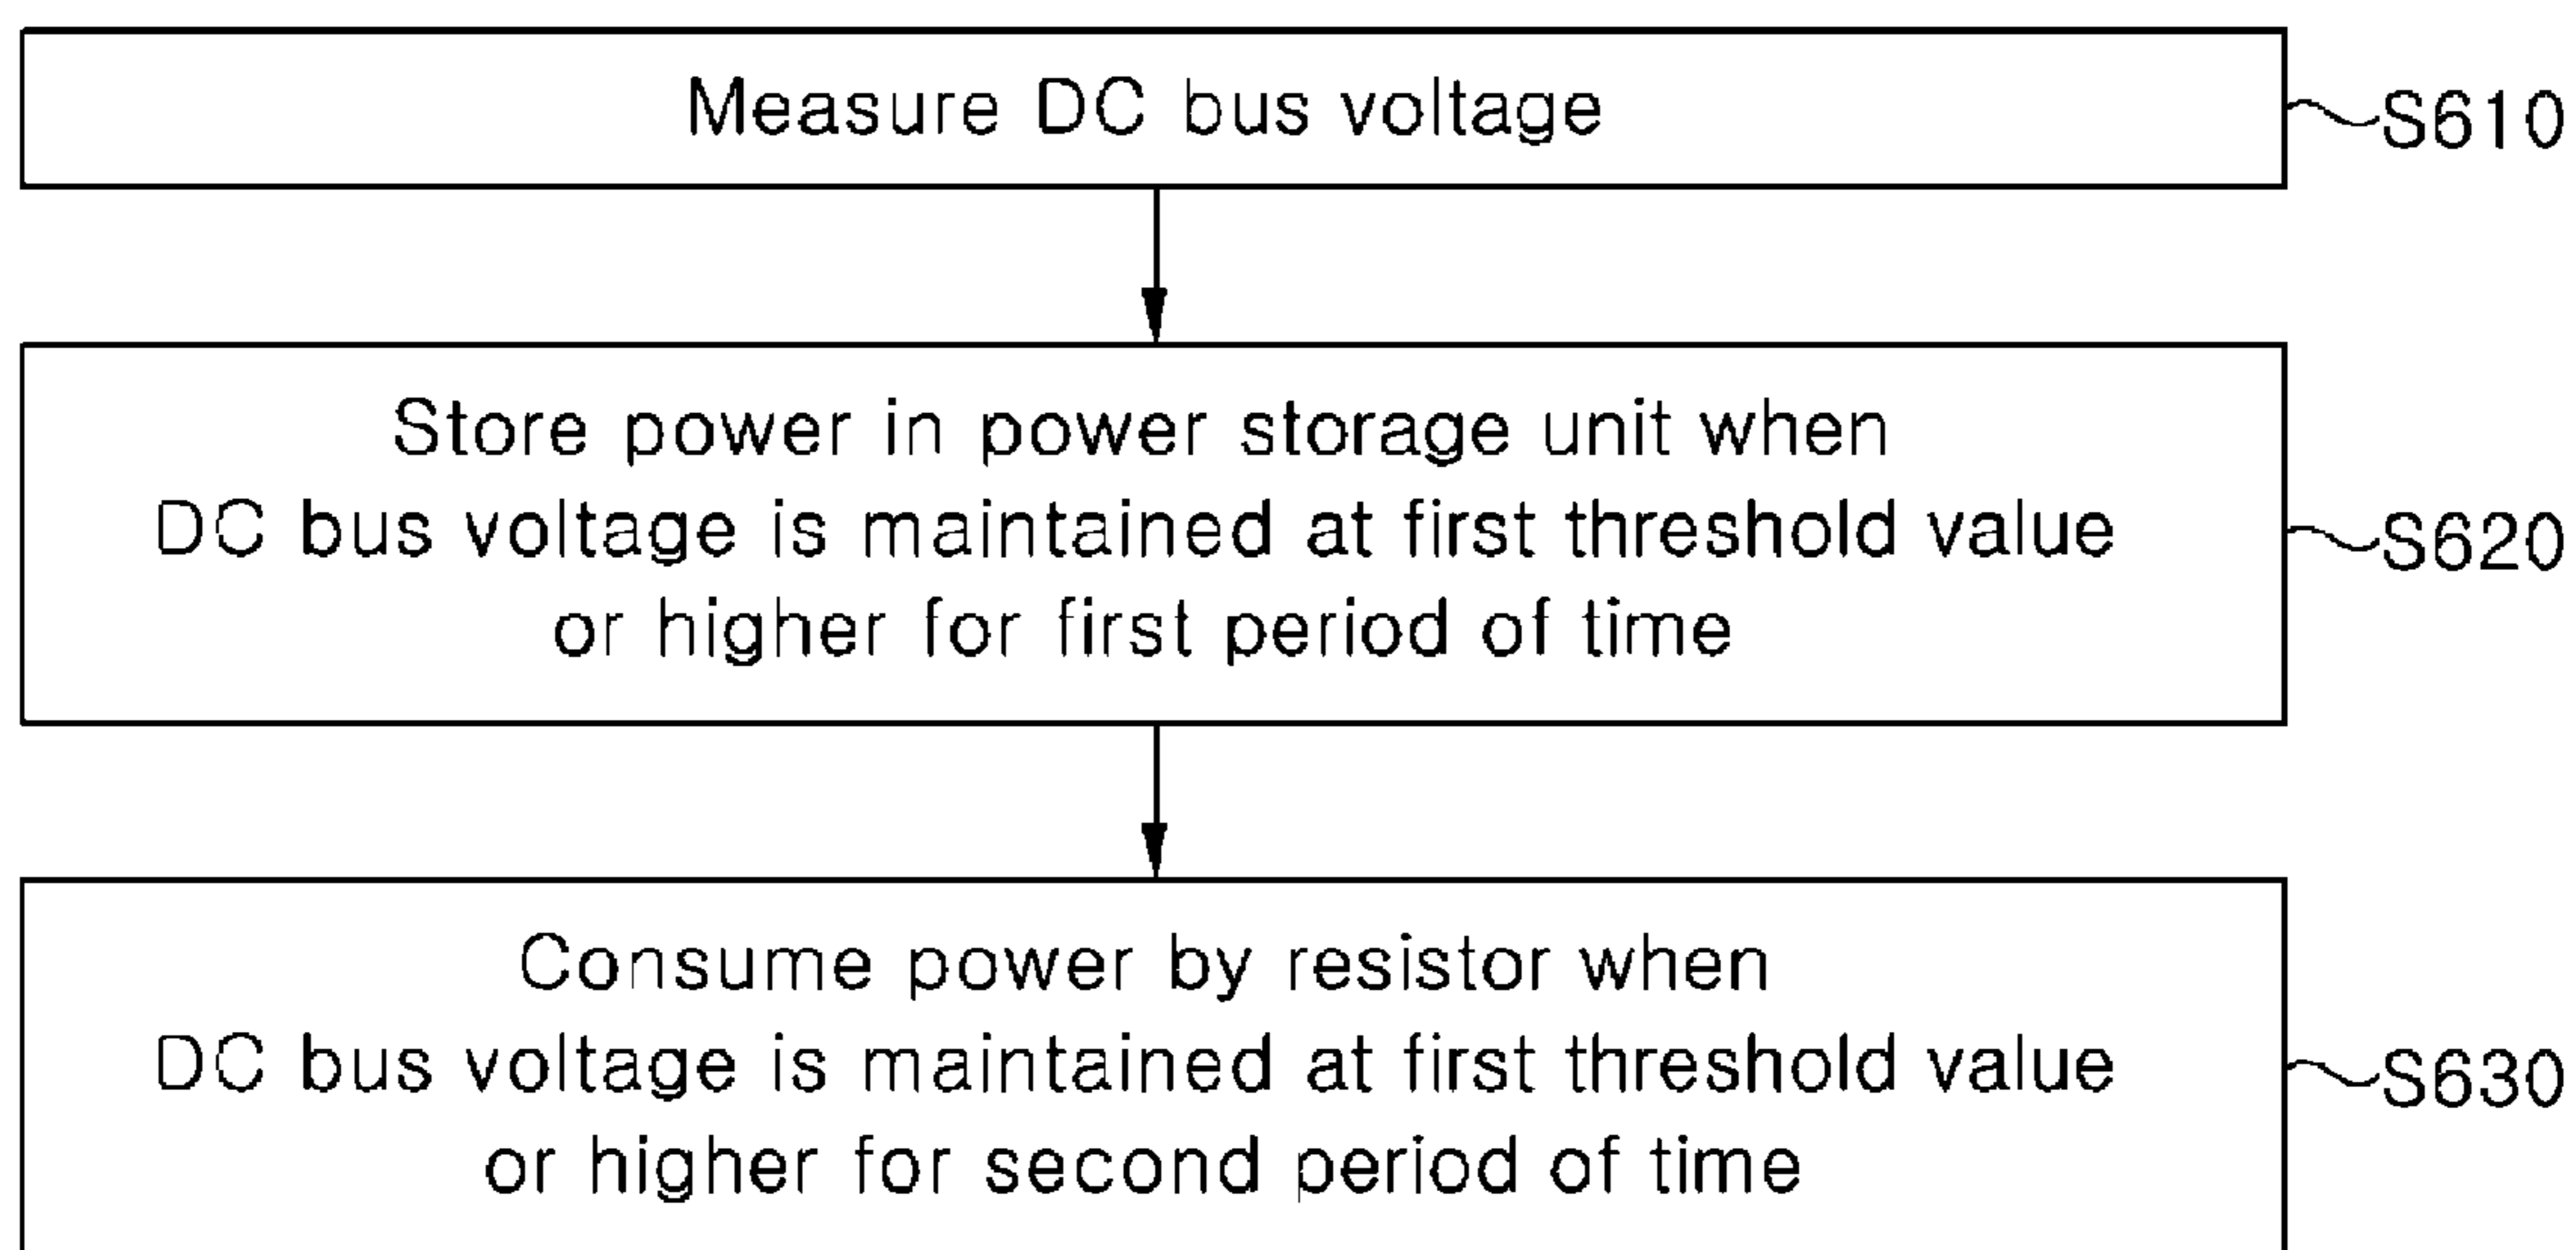 Measure DC bus voltage
S610
Store power in power storage unit when
DC bus voltage is maintained at first threshold value
or higher for first period of time
S620
Consume power by resistor when
DC bus voltage is maintained at first threshold value
or higher for second period of time
S630